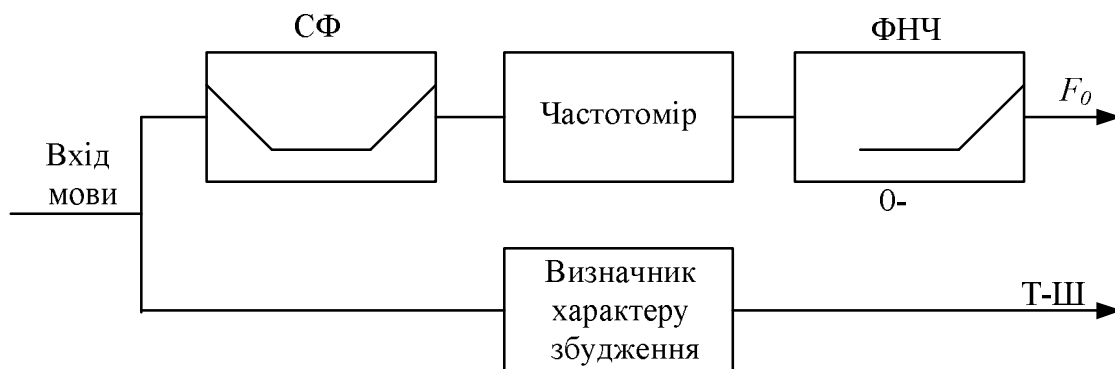 СФ
ФНЧ
Частотомір
F₀
Вхід
мови
0-
Визначник
характеру
збудження
Т-Ш